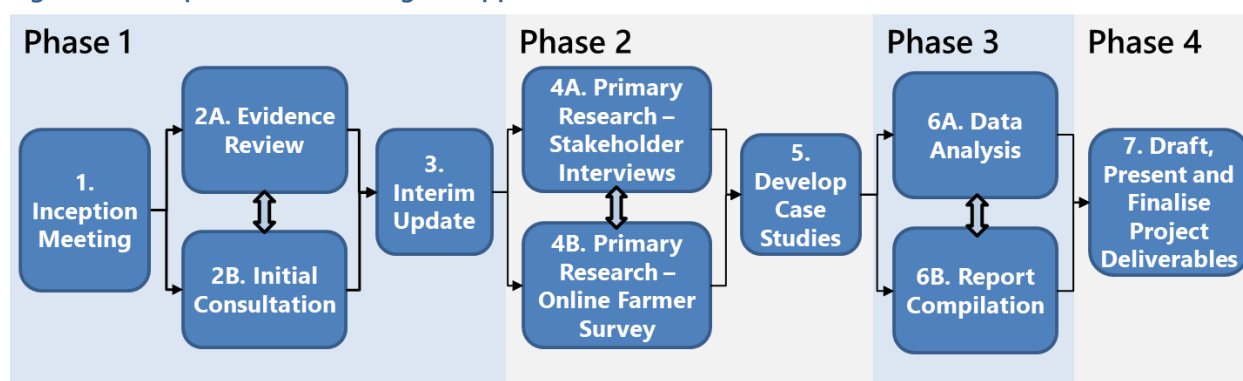 Phase 1
Phase 2
Phase 3
Phase 4
1.
Inception
Meeting
2A. Evidence
Review
2B. Initial
Consultation
3.
Interim
Update
4A. Primary
Research –
Stakeholder
Interviews
4B. Primary
Research –
Online Farmer
Survey
5.
Develop
Case
Studies
6A. Data
Analysis
6B. Report
Compilation
7. Draft,
Present and
Finalise
Project
Deliverables